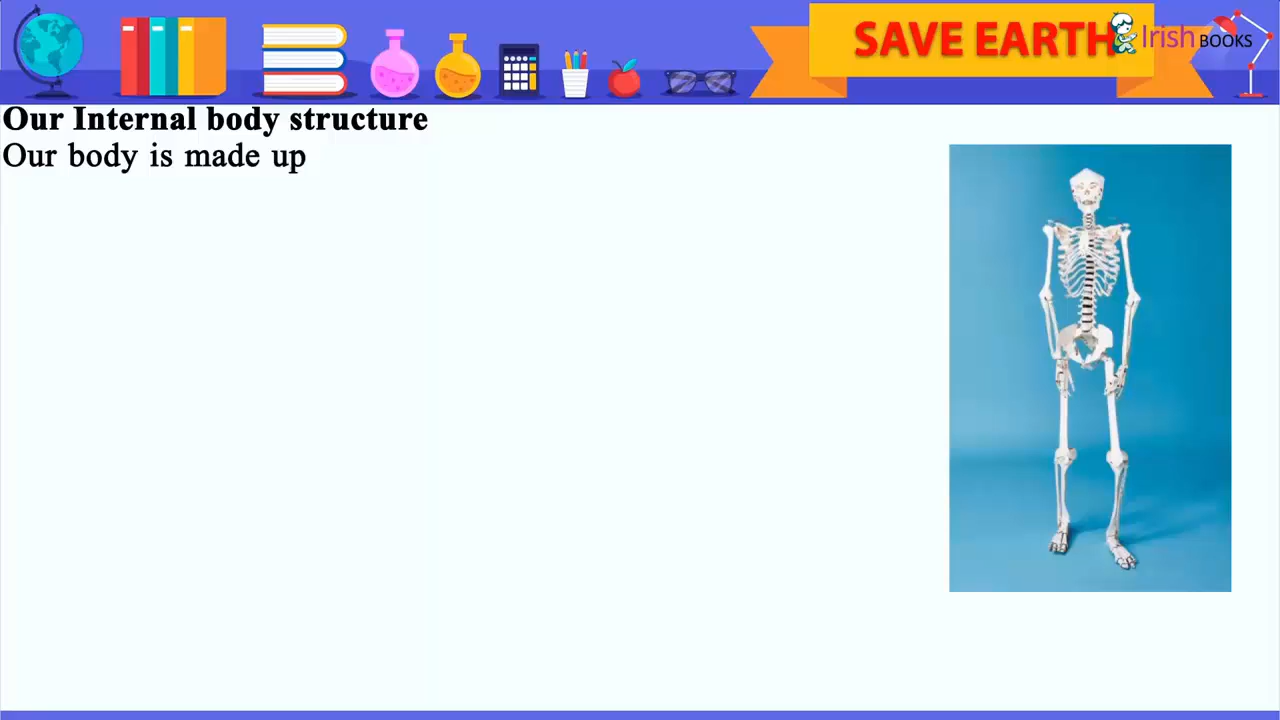 SAVE EARTH
Irish BOOKS
Our Internal body structure
Our body is made up